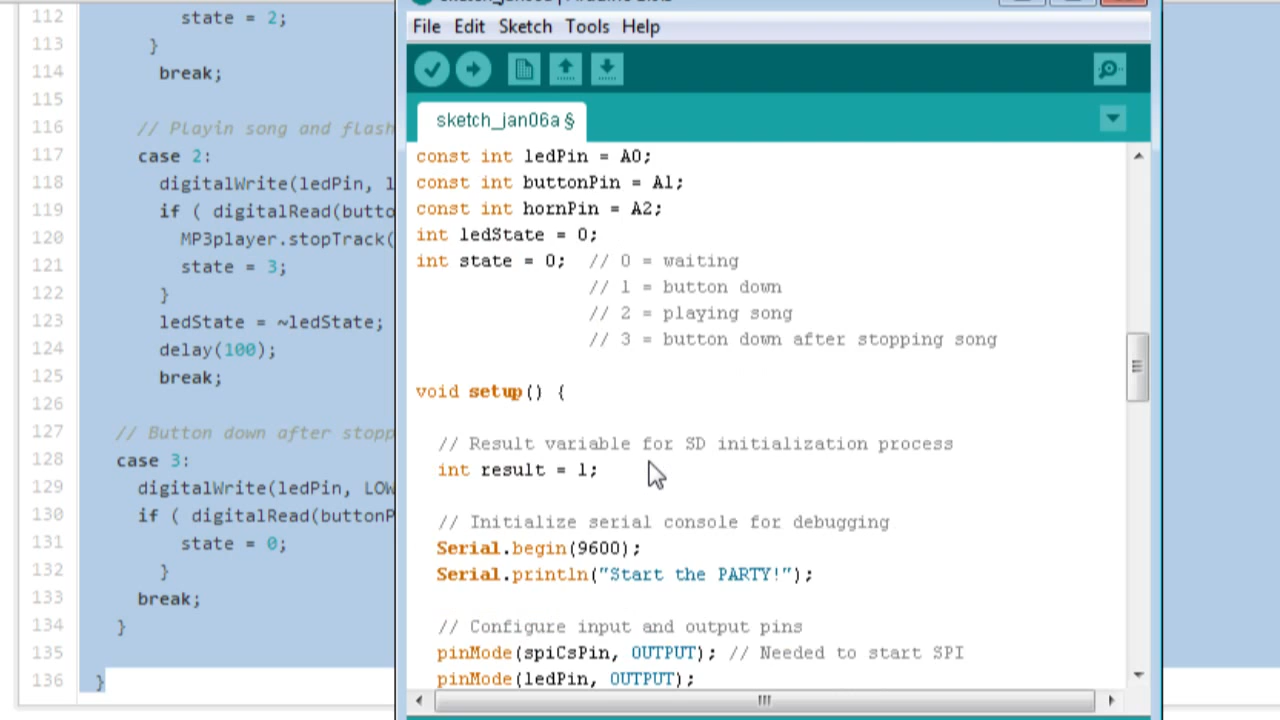 112 state = 2;
113 }
114 break;
115
116 // Playin song and flash
117 case 2:
118 digitalWrite(ledPin, l
119 if ( digitalRead(butto
120 MP3player.stopTrack(
121 state = 3;
122 }
123 ledState = ~ledState;
124 delay(100);
125 break;
126
127 // Button down after stopp
128 case 3:
129 digitalWrite(ledPin, LOW
130 if ( digitalRead(buttonP
131 state = 0;
132 }
133 break;
134 }
135
136 }
File Edit Sketch Tools Help
sketch_jan06a §
const int ledPin = A0;
const int buttonPin = A1;
const int hornPin = A2;
int ledState = 0;
int state = 0; // 0 = waiting
// 1 = button down
// 2 = playing song
// 3 = button down after stopping song
void setup() {
// Result variable for SD initialization process
int result = 1;
// Initialize serial console for debugging
Serial.begin(9600);
Serial.println("Start the PARTY!");
// Configure input and output pins
pinMode(spiCsPin, OUTPUT); // Needed to start SPI
pinMode(ledPin, OUTPUT);